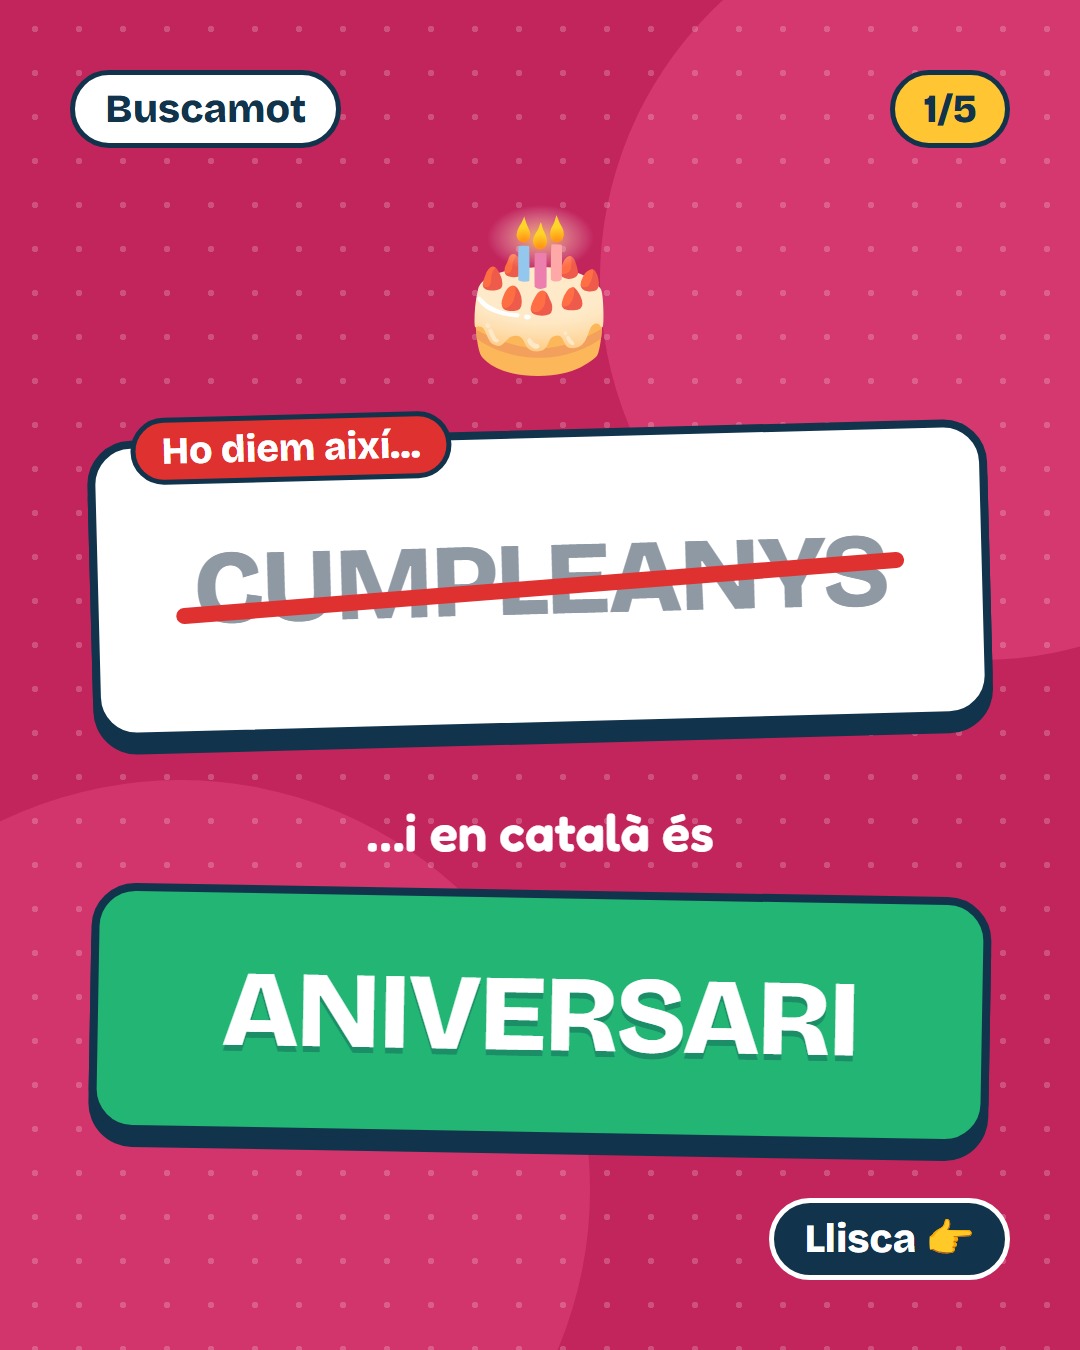 Buscamot
1/5
Ho diem així...
CUMPLEANYS
...i en català és
ANIVERSARI
Llisca 👉